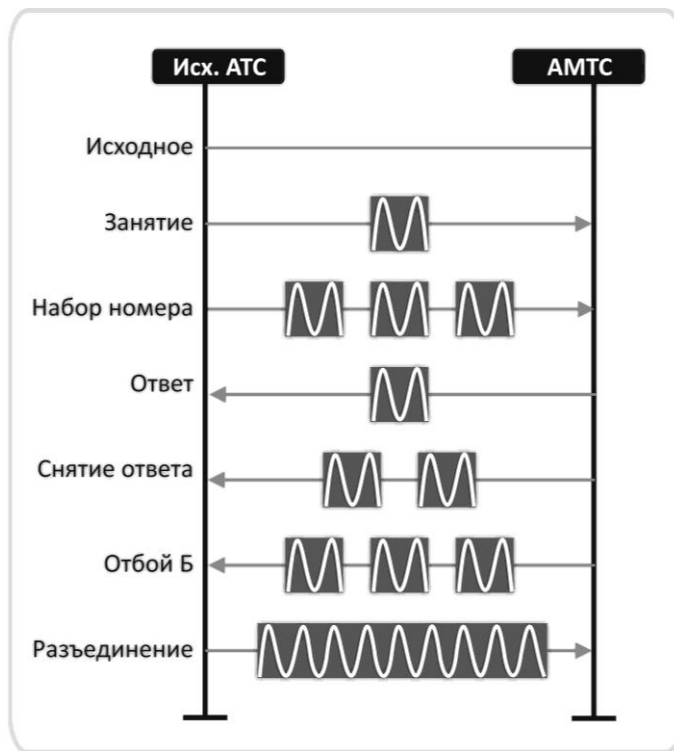 Исх. АТС
АМТС
Исходное
Занятие
Набор номера
Ответ
Снятие ответа
Отбой Б
Разъединение